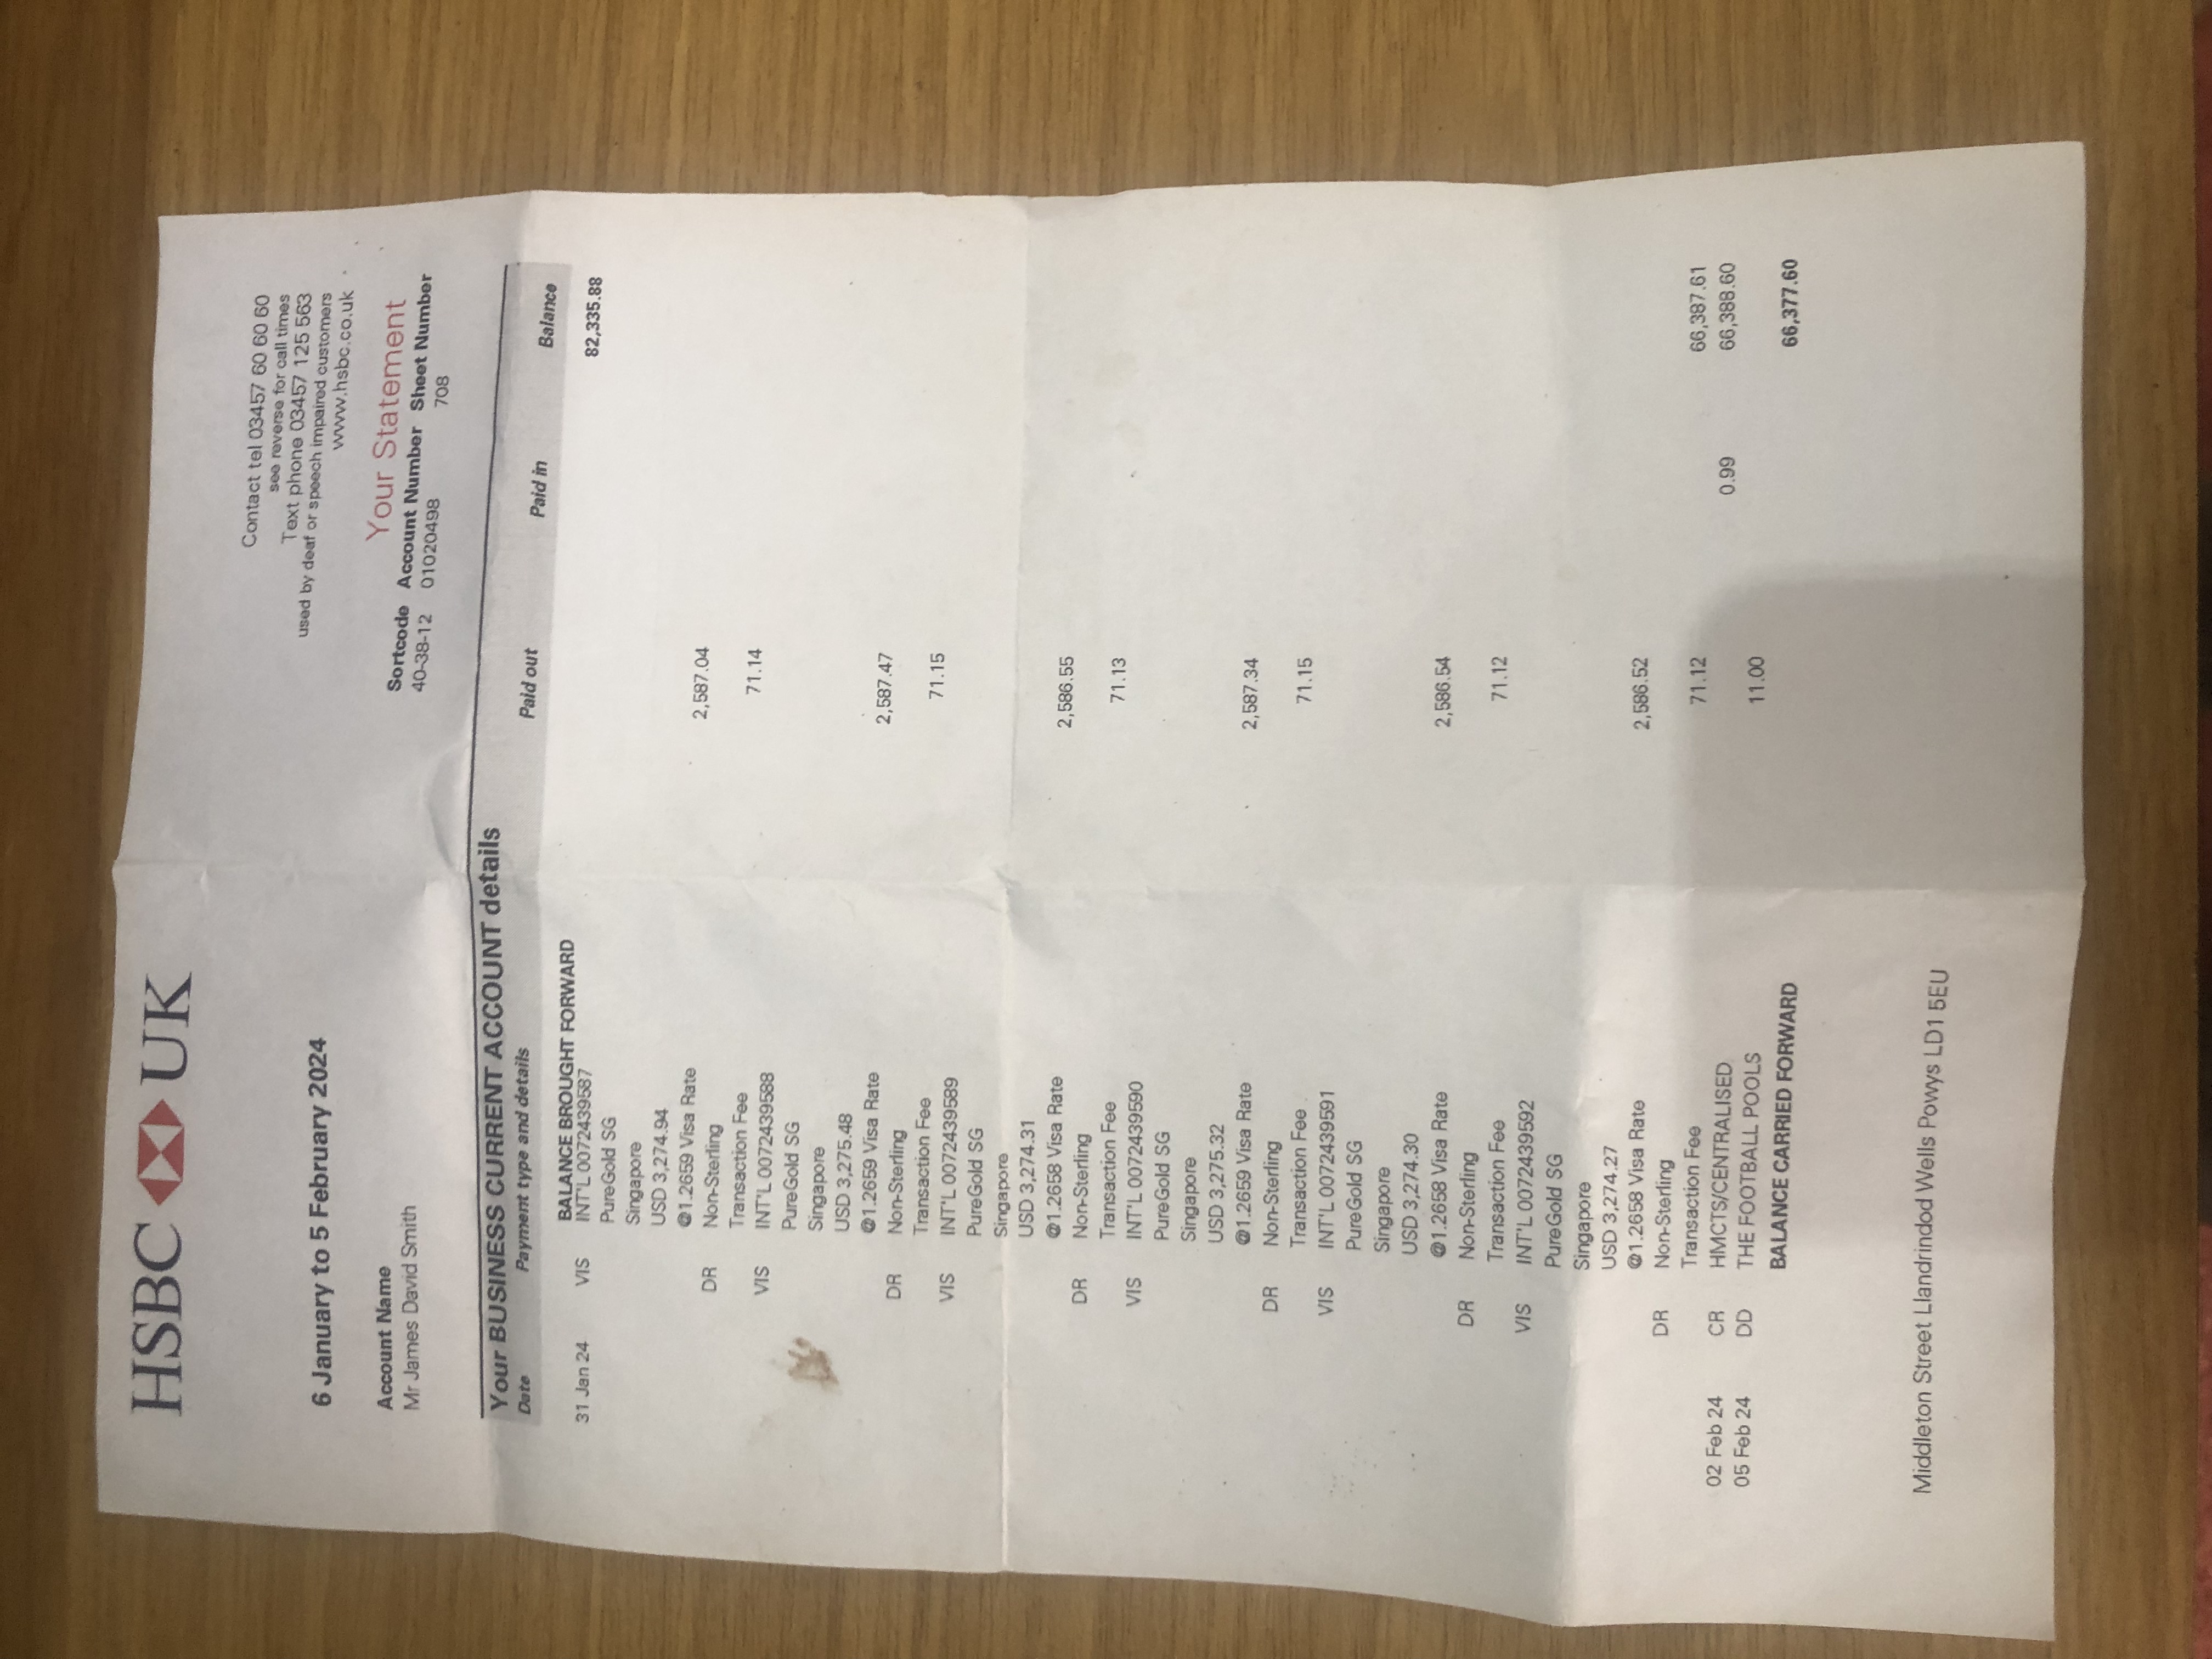 HSBC UK
Contact tel 03457 60 60 60
see reverse for call times
Text phone 03457 125 563
used by deaf or speech impaired customers
www.hsbc.co.uk
6 January to 5 February 2024
Your Statement
Account Name
Mr James David Smith
Sortcode Account Number Sheet Number
40-38-12 01020498 708
Your BUSINESS CURRENT ACCOUNT details
Date Payment type and details Paid out Paid in Balance
BALANCE BROUGHT FORWARD 82,335.88
31 Jan 24 VIS INT'L 0072439587
PureGold SG
Singapore
USD 3,274.94
@1.2659 Visa Rate 2,587.04
DR Non-Sterling
Transaction Fee 71.14
VIS INT'L 0072439588
PureGold SG
Singapore
USD 3,275.48
@1.2659 Visa Rate 2,587.47
DR Non-Sterling
Transaction Fee 71.15
VIS INT'L 0072439589
PureGold SG
Singapore
USD 3,274.31
@1.2658 Visa Rate 2,586.55
DR Non-Sterling
Transaction Fee 71.13
VIS INT'L 0072439590
PureGold SG
Singapore
USD 3,275.32
@1.2659 Visa Rate 2,587.34
DR Non-Sterling
Transaction Fee 71.15
VIS INT'L 0072439591
PureGold SG
Singapore
USD 3,274.30
@1.2658 Visa Rate 2,586.54
DR Non-Sterling
Transaction Fee 71.12
VIS INT'L 0072439592
PureGold SG
Singapore
USD 3,274.27
@1.2658 Visa Rate 2,586.52
DR Non-Sterling
Transaction Fee 71.12 66,387.61
02 Feb 24 CR HMCTS/CENTRALISED 0.99 66,388.60
05 Feb 24 DD THE FOOTBALL POOLS 11.00
BALANCE CARRIED FORWARD 66,377.60
Middleton Street Llandrindod Wells Powys LD1 5EU